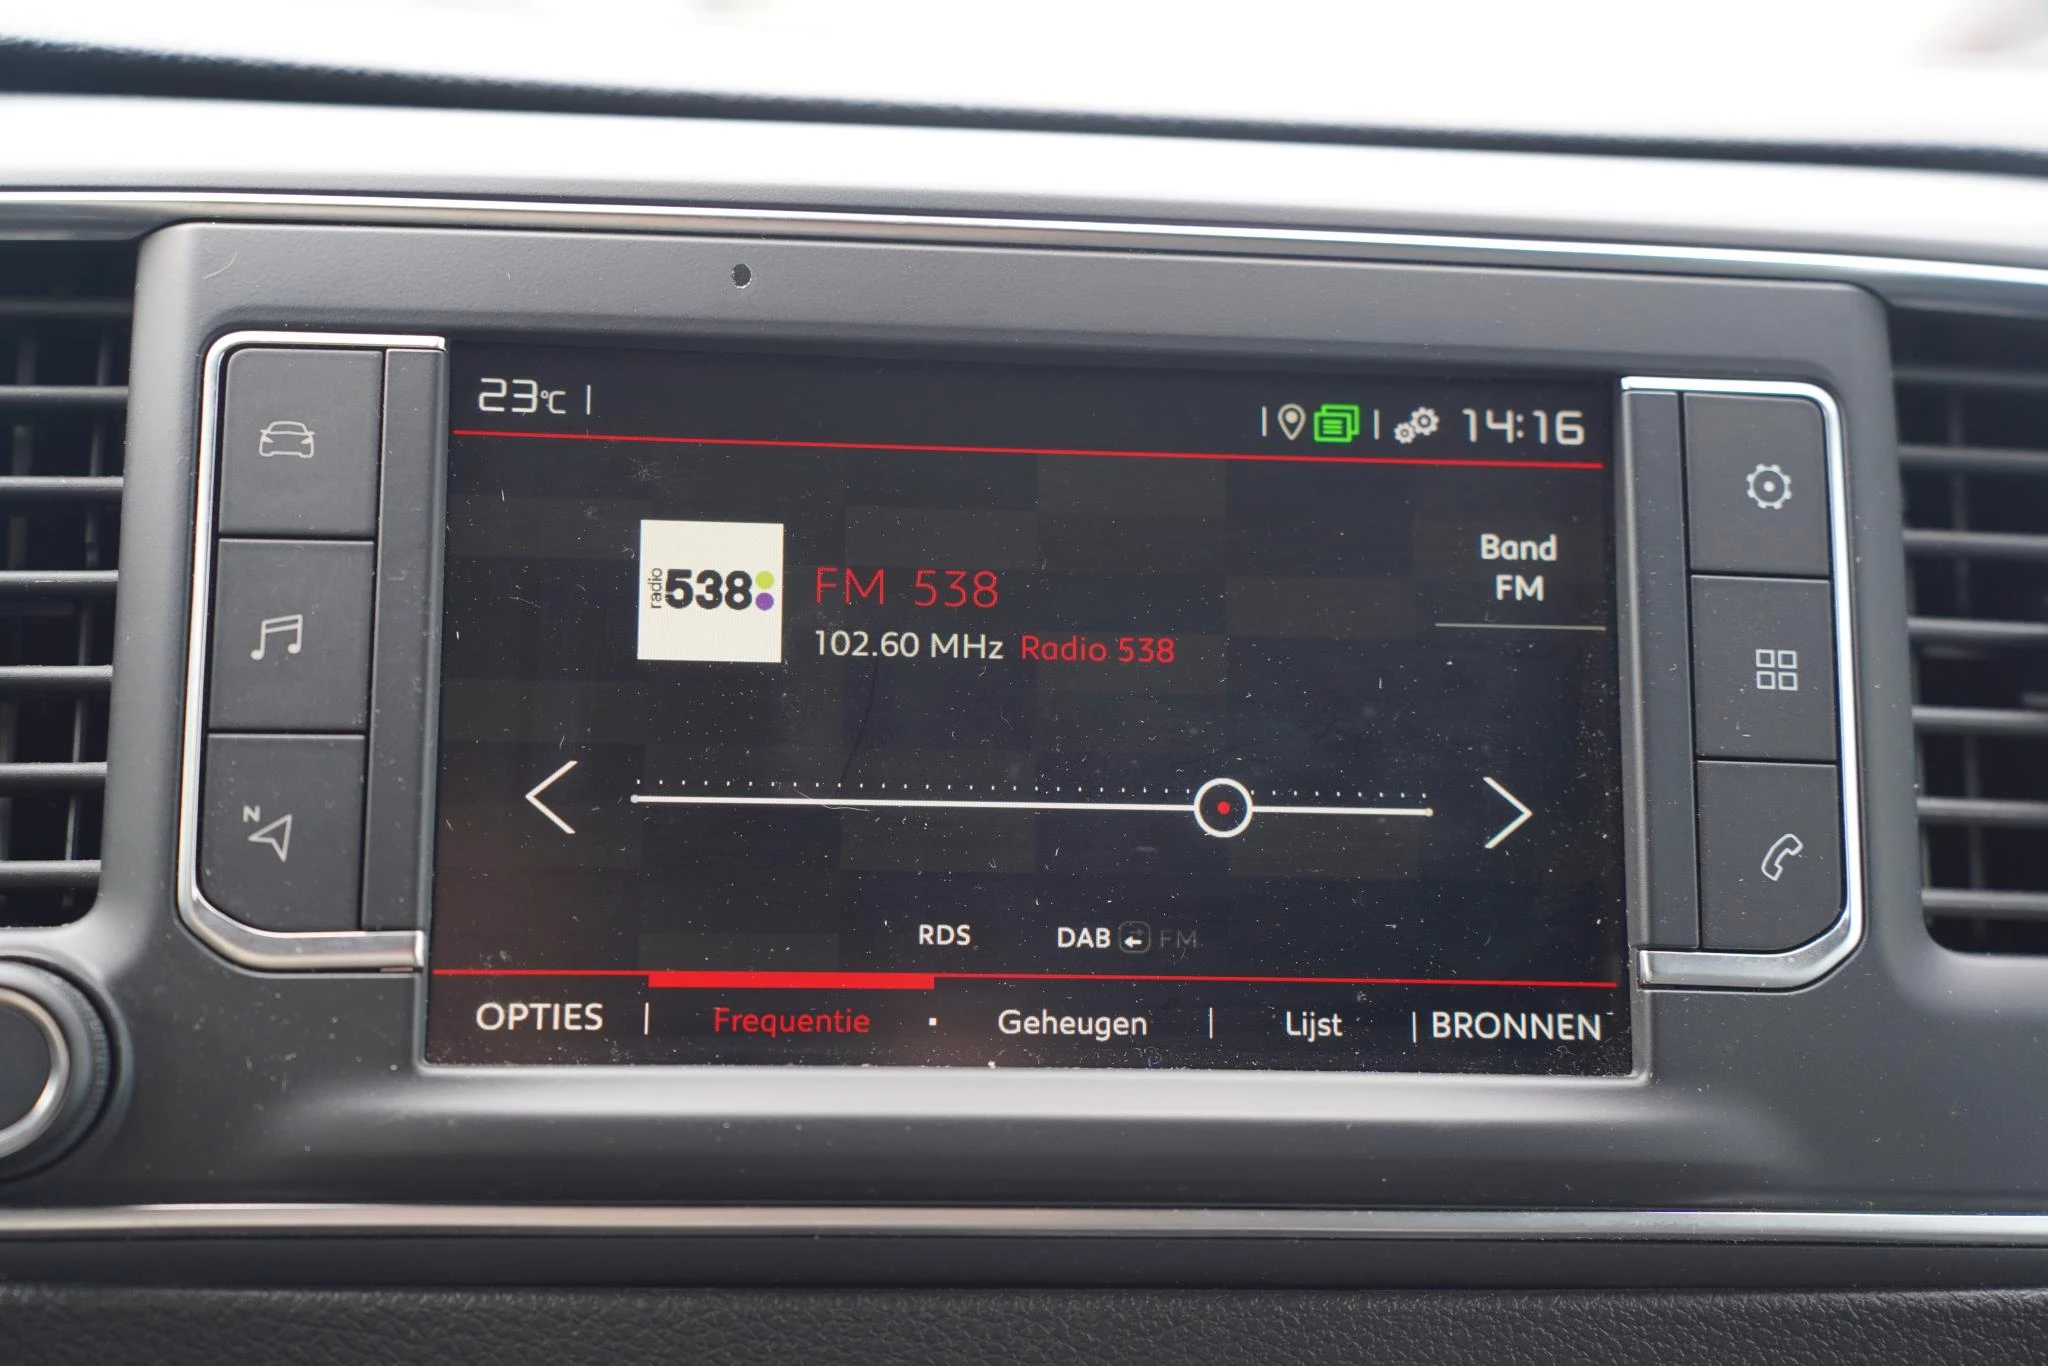 23°C
14:16
Band
FM
radio 538
FM 538
102.60 MHz Radio 538
N
RDS DAB FM
OPTIES Frequentie Geheugen Lijst BRONNEN